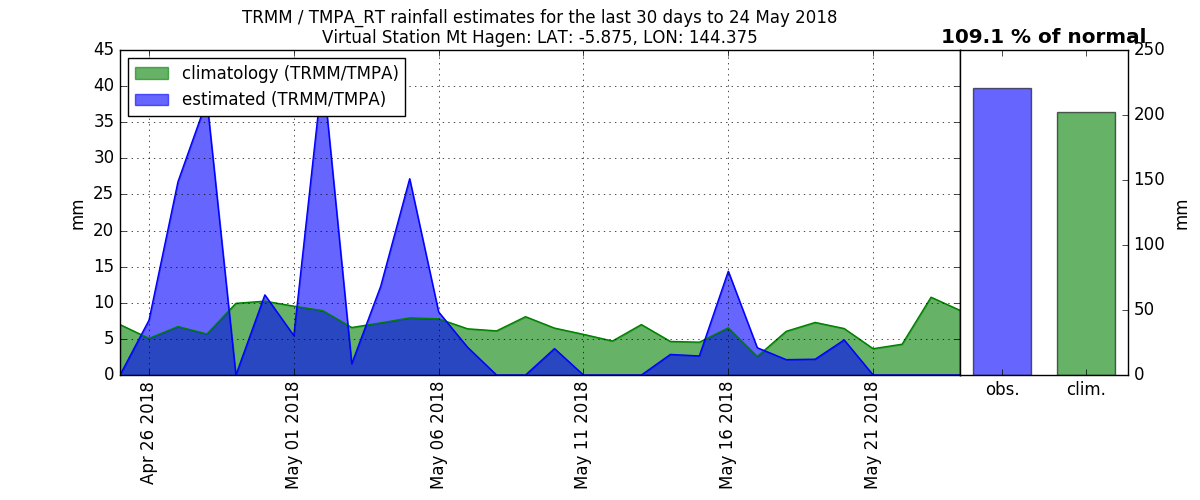 TRMM / TMPA_RT rainfall estimates for the last 30 days to 24 May 2018
Virtual Station Mt Hagen: LAT: -5.875, LON: 144.375
109.1 % of normal
climatology (TRMM/TMPA)
estimated (TRMM/TMPA)
45
40
35
30
25
20
15
10
5
0
mm
Apr 26 2018
May 01 2018
May 06 2018
May 11 2018
May 16 2018
May 21 2018
250
200
150
100
50
0
mm
obs.
clim.